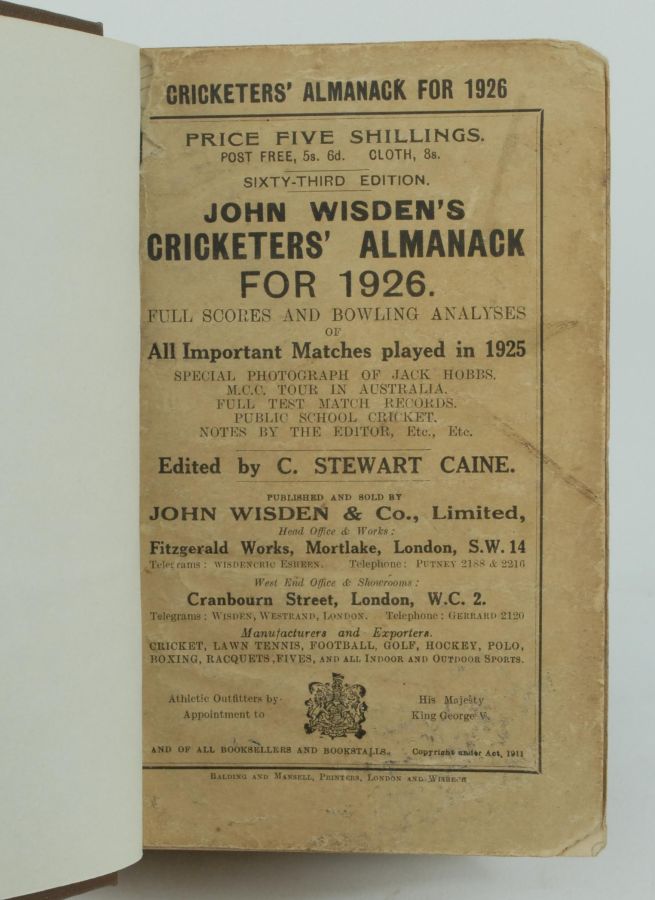 CRICKETERS' ALMANACK FOR 1926
PRICE FIVE SHILLINGS.
POST FREE, 5s. 6d. CLOTH, 8s.
SIXTY-THIRD EDITION.
JOHN WISDEN'S
CRICKETERS' ALMANACK
FOR 1926.
FULL SCORES AND BOWLING ANALYSES
OF
All Important Matches played in 1925
SPECIAL PHOTOGRAPH OF JACK HOBBS.
M.C.C. TOUR IN AUSTRALIA.
FULL TEST MATCH RECORDS.
PUBLIC SCHOOL CRICKET.
NOTES BY THE EDITOR, Etc., Etc.
Edited by C. STEWART CAINE.
PUBLISHED AND SOLD BY
JOHN WISDEN & Co., Limited,
Head Office & Works:
Fitzgerald Works, Mortlake, London, S.W. 14
Telegrams: WISDENCRIC EShEEN. Telephone: PUTNEY 2188 & 2216
West End Office & Showrooms:
Cranbourn Street, London, W.C. 2.
Telegrams: WISDEN, WESTRAND, LONDON. Telephone: GERRARD 2120
Manufacturers and Exporters.
CRICKET, LAWN TENNIS, FOOTBALL, GOLF, HOCKEY, POLO,
BOXING, RACQUETS, FIVES, AND ALL INDOOR AND OUTDOOR SPORTS.
Athletic Outfitters by His Majesty
Appointment to King George V.
AND OF ALL BOOKSELLERS AND BOOKSTALLS. Copyright under Act, 1911
BALDING AND MANSELL, PRINTERS, LONDON AND WISBECH